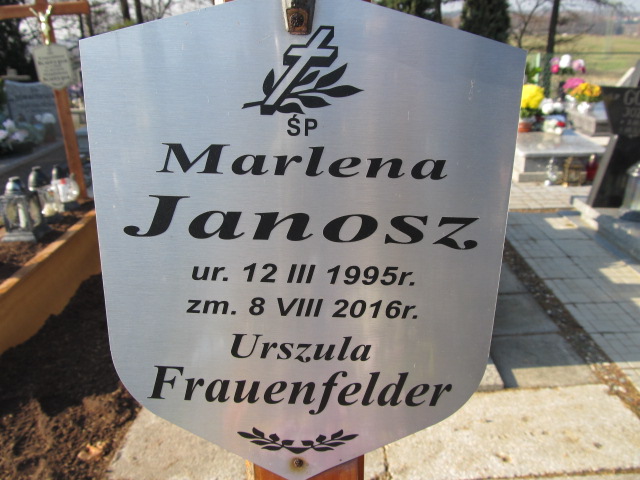 ŚP
Marlena
Janosz
ur. 12 III 1995r.
zm. 8 VIII 2016r.
Urszula
Frauenfelder